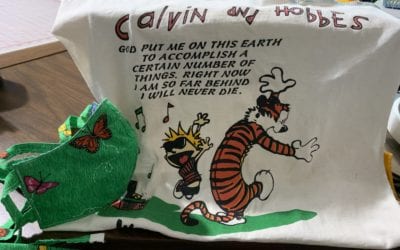 Calvin and HOBBES
GOD PUT ME ON THIS EARTH
TO ACCOMPLISH A
CERTAIN NUMBER OF
THINGS. RIGHT NOW
I AM SO FAR BEHIND
I WILL NEVER DIE.